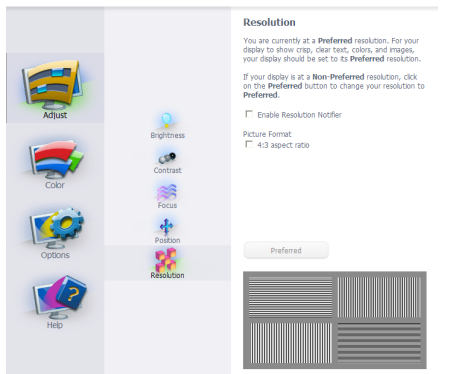 Adjust
Color
Options
Help
Brightness
Contrast
Focus
Position
Resolution
Resolution
You are currently at a Preferred resolution. For your
display to show crisp, clear text, colors, and images,
your display should be set to its Preferred resolution.
If your display is at a Non-Preferred resolution, click
on the Preferred button to change your resolution to
Preferred.
Enable Resolution Notifier
Picture Format
4:3 aspect ratio
Preferred